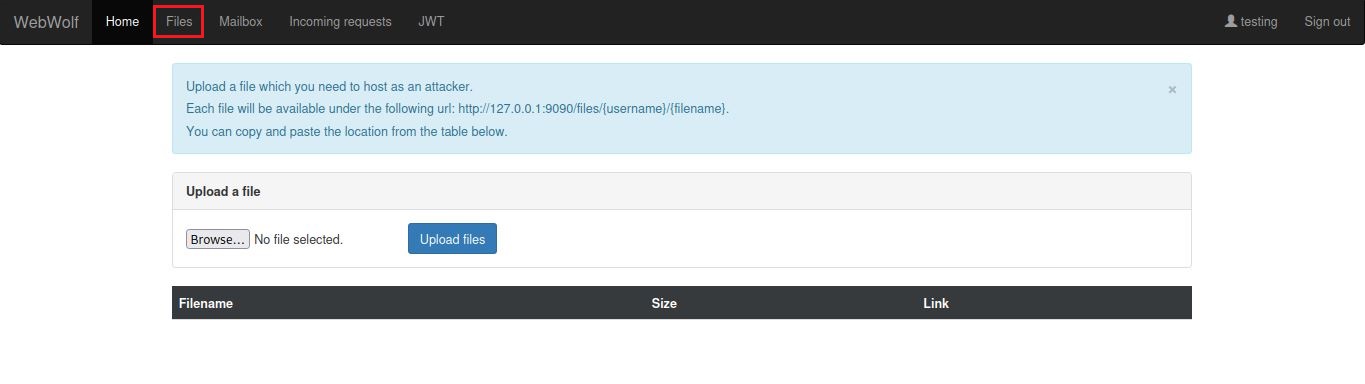 WebWolf Home Files Mailbox Incoming requests JWT testing Sign out
Upload a file which you need to host as an attacker.
×
Each file will be available under the following url: http://127.0.0.1:9090/files/{username}/{filename}.
You can copy and paste the location from the table below.
Upload a file
Browse... No file selected. Upload files
Filename Size Link